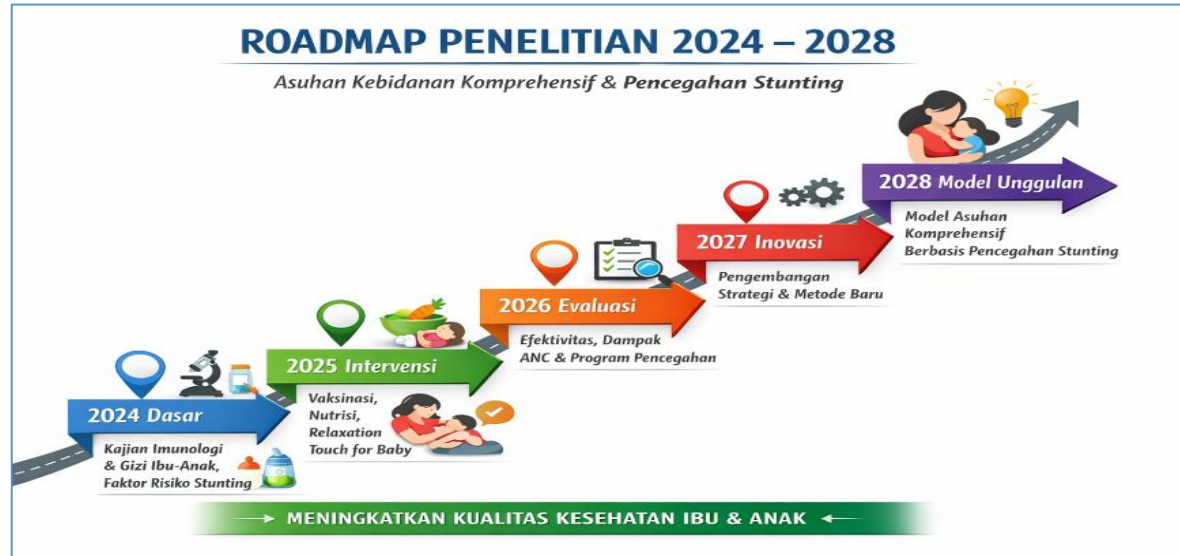 ROADMAP PENELITIAN 2024 – 2028
Asuhan Kebidanan Komprehensif & Pencegahan Stunting
2024 Dasar
Kajian Imunologi
& Gizi Ibu-Anak,
Faktor Risiko Stunting
2025 Intervensi
Vaksinasi,
Nutrisi,
Relaxation
Touch for Baby
2026 Evaluasi
Efektivitas, Dampak
ANC & Program Pencegahan
2027 Inovasi
Pengembangan
Strategi & Metode Baru
2028 Model Unggulan
Model Asuhan
Komprehensif
Berbasis Pencegahan Stunting
MENINGKATKAN KUALITAS KESEHATAN IBU & ANAK